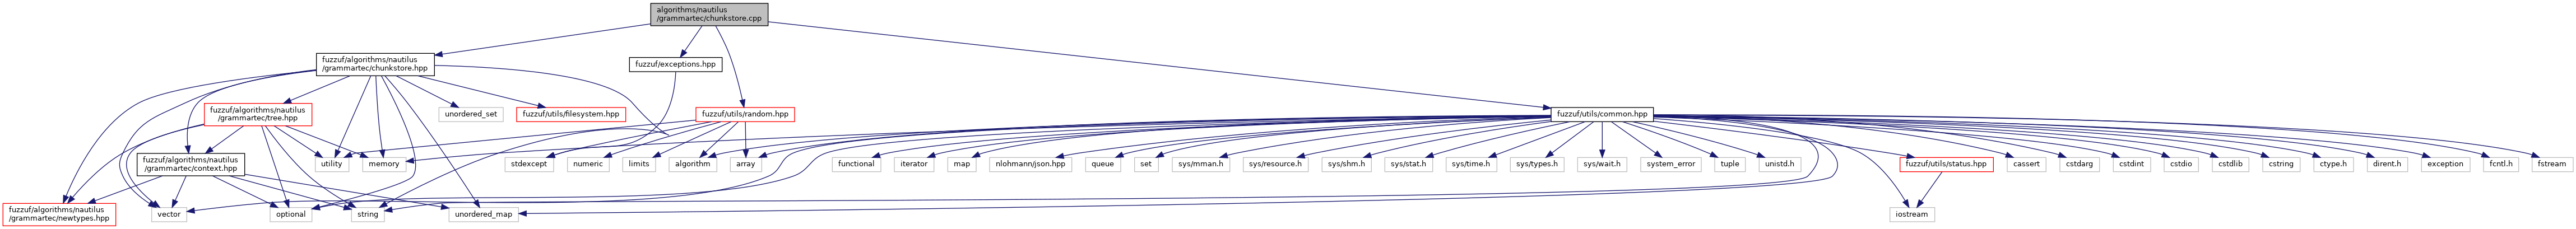 algorithms/nautilus
/grammartec/chunkstore.cpp
fuzzuf/algorithms/nautilus
/grammartec/chunkstore.hpp
fuzzuf/exceptions.hpp
fuzzuf/algorithms/nautilus
/grammartec/tree.hpp
unordered_set
fuzzuf/utils/filesystem.hpp
fuzzuf/utils/random.hpp
fuzzuf/utils/common.hpp
fuzzuf/algorithms/nautilus
/grammartec/context.hpp
utility
memory
stdexcept
numeric
limits
algorithm
array
functional
iterator
map
nlohmann/json.hpp
queue
set
sys/mman.h
sys/resource.h
sys/shm.h
sys/stat.h
sys/time.h
sys/types.h
sys/wait.h
system_error
tuple
unistd.h
fuzzuf/utils/status.hpp
cassert
cstdarg
cstdint
cstdio
cstdlib
cstring
ctype.h
dirent.h
exception
fcntl.h
fstream
fuzzuf/algorithms/nautilus
/grammartec/newtypes.hpp
vector
optional
string
unordered_map
iostream